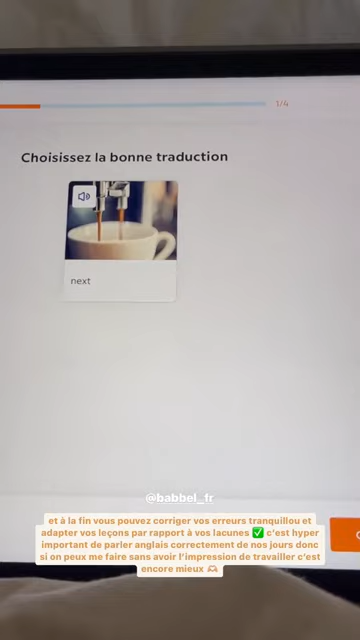 1/4
Choisissez la bonne traduction
next
@babbel_fr
et à la fin vous pouvez corriger vos erreurs tranquillou et
adapter vos leçons par rapport à vos lacunes ✅ c'est hyper
important de parler anglais correctement de nos jours donc
si on peux me faire sans avoir l'impression de travailler c'est
encore mieux 🫶